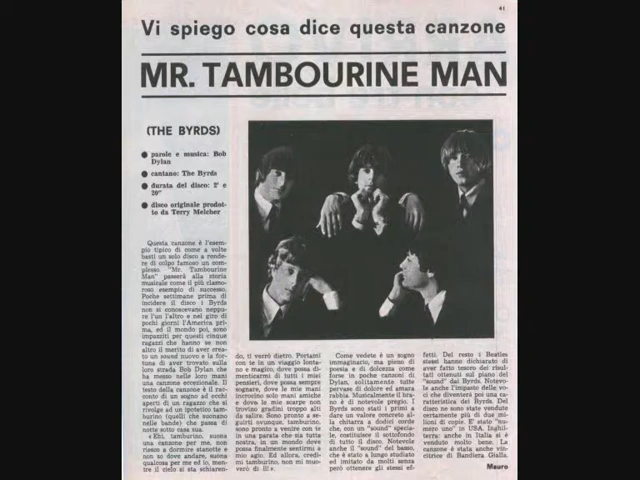 41
Vi spiego cosa dice questa canzone
MR. TAMBOURINE MAN
(THE BYRDS)
parole e musica: Bob
Dylan
cantano: The Byrds
durata del disco: 2' e
20"
disco originale prodot-
to da Terry Melcher
Questa canzone è l'esem-
pio tipico di come a volte
basti un solo disco a rende-
re di colpo famoso un com-
plesso. "Mr. Tambourine
Man" passerà alla storia
musicale come il più clamo-
roso esempio di successo.
Poche settimane prima di
incidere il disco i Byrds
non si conoscevano neppu-
re l'un l'altro e nel giro di
pochi giorni l'America pri-
ma, ed il mondo poi, sono
impazziti per questi cinque
ragazzi che hanno se non
altro il merito di aver crea-
to un sound nuovo e la for-
tuna di aver trovato sulla
loro strada Bob Dylan che
ha messo nelle loro mani
una canzone eccezionale. Il
testo della canzone è il rac-
conto di un sogno ad occhi
aperti di un ragazzo che si
rivolge ad un ipotetico tam-
burino (quelli che suonano
nelle bande) che passa di
notte sotto casa sua.
« Ehi, tamburino, suona
una canzone per me, non
riesco a dormire stanotte e
non so dove andare, suona
qualcosa per me ed io, men-
tre il cielo si sta schiaren-
do, ti verrò dietro. Portami
con te in un viaggio lonta-
no e magico, dove possa di-
menticarmi di tutti i miei
pensieri, dove possa sempre
sognare, dove le mie mani
incrocino solo mani amiche
e dove le mie scarpe non
trovino gradini troppo alti
da salire. Sono pronto a se-
guirti ovunque, tamburino,
sono pronto a venire con te
in una parata che sia tutta
nostra, in un mondo dove
possa finalmente sentirmi a
mio agio. Ed allora, credi-
mi tamburino, non mi muo-
verò di lì ».
Come vedete è un sogno
immaginario, ma pieno di
poesia e di dolcezza come
forse in poche canzoni di
Dylan, solitamente tutte
pervase di dolore ed amara
rabbia. Musicalmente il bra-
no è di notevole pregio. I
Byrds sono stati i primi a
dare un valore concreto al-
la chitarra a dodici corde
che, con un "sound" specia-
le, costituisce il sottofondo
di tutto il disco. Notevole
anche il "sound" del basso,
che è stato a lungo studiato
ed imitato da molti senza
però ottenere gli stessi ef-
fetti. Del resto i Beatles
stessi hanno dichiarato di
aver fatto tesoro dei risul-
tati ottenuti sul piano del
"sound" dai Byrds. Notevo-
le anche l'impasto delle vo-
ci che diventerà poi una ca-
ratteristica dei Byrds. Del
disco ne sono state vendute
certamente più di due mi-
lioni di copie. E' stato "nu-
mero uno" in USA, Inghil-
terra: anche in Italia si è
venduto molto bene. La
canzone è stata anche vin-
citrice di Bandiera Gialla.
Mauro